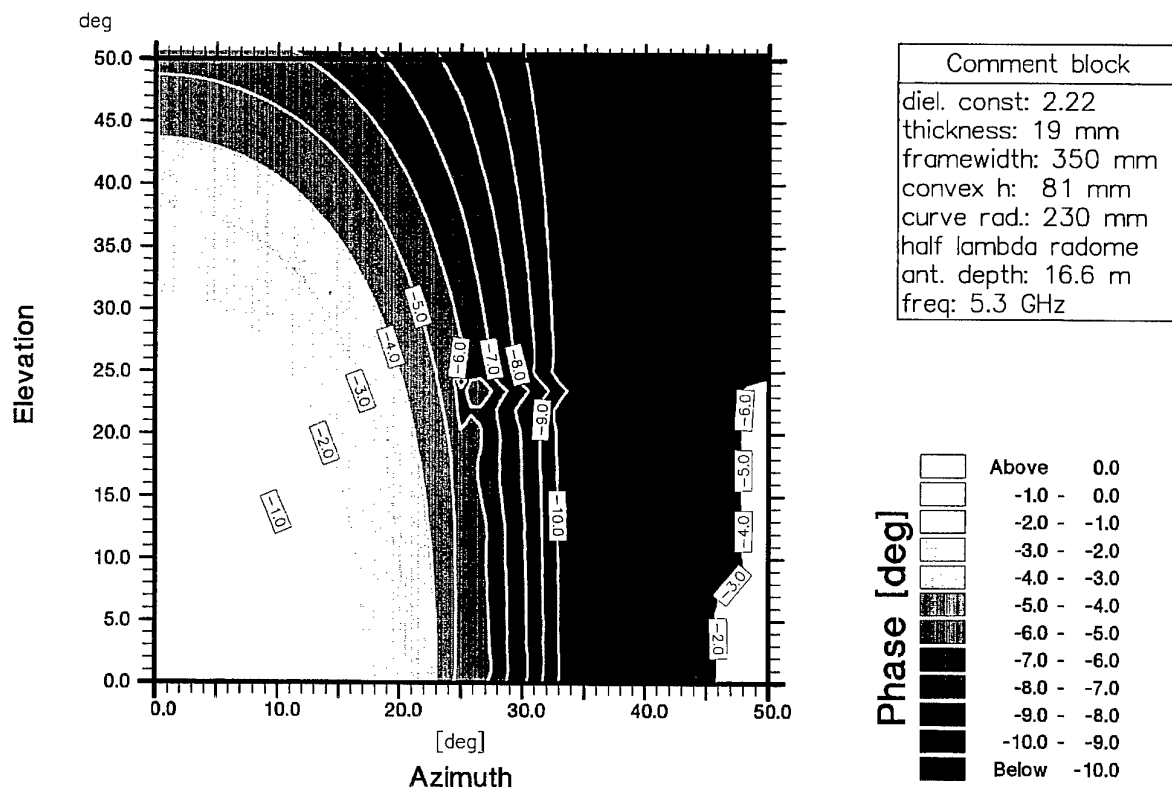 deg
50.0
45.0
40.0
35.0
30.0
25.0
20.0
15.0
10.0
5.0
0.0
Elevation
0.0
10.0
20.0
30.0
40.0
50.0
[deg]
Azimuth
-1.0
-2.0
-3.0
-4.0
-5.0
-6.0
-7.0
-8.0
-9.0
-10.0
-6.0
-5.0
-4.0
-3.0
-2.0
Comment block
diel. const: 2.22
thickness: 19 mm
framewidth: 350 mm
convex h: 81 mm
curve rad.: 230 mm
half lambda radome
ant. depth: 16.6 m
freq: 5.3 GHz
Phase [deg]
Above 0.0
-1.0 - 0.0
-2.0 - -1.0
-3.0 - -2.0
-4.0 - -3.0
-5.0 - -4.0
-6.0 - -5.0
-7.0 - -6.0
-8.0 - -7.0
-9.0 - -8.0
-10.0 - -9.0
Below -10.0